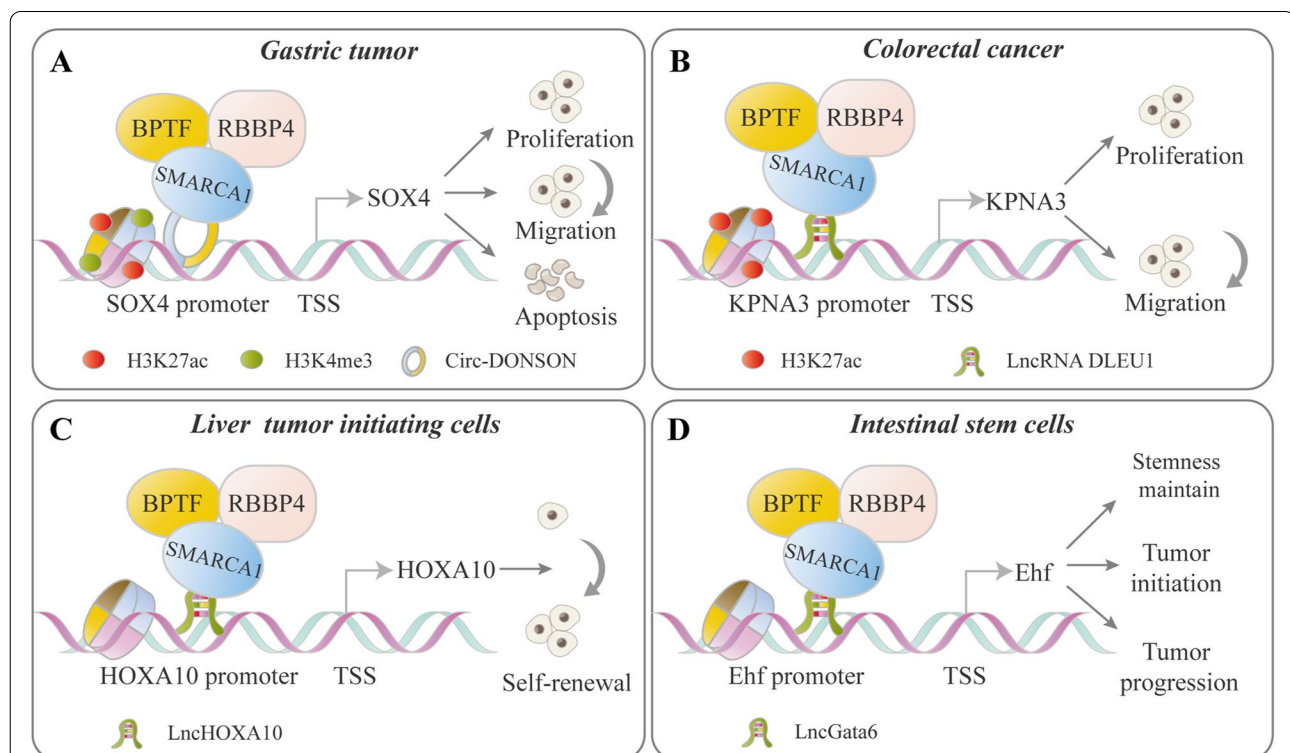 A
Gastric tumor
BPTF
RBBP4
SMARCA1
SOX4
Proliferation
Migration
Apoptosis
SOX4 promoter
TSS
H3K27ac
H3K4me3
Circ-DONSON
B
Colorectal cancer
BPTF
RBBP4
SMARCA1
KPNA3
Proliferation
Migration
KPNA3 promoter
TSS
H3K27ac
LncRNA DLEU1
C
Liver tumor initiating cells
BPTF
RBBP4
SMARCA1
HOXA10
Self-renewal
HOXA10 promoter
TSS
LncHOXA10
D
Intestinal stem cells
BPTF
RBBP4
SMARCA1
Ehf
Stemness
maintain
Tumor
initiation
Tumor
progression
Ehf promoter
TSS
LncGata6